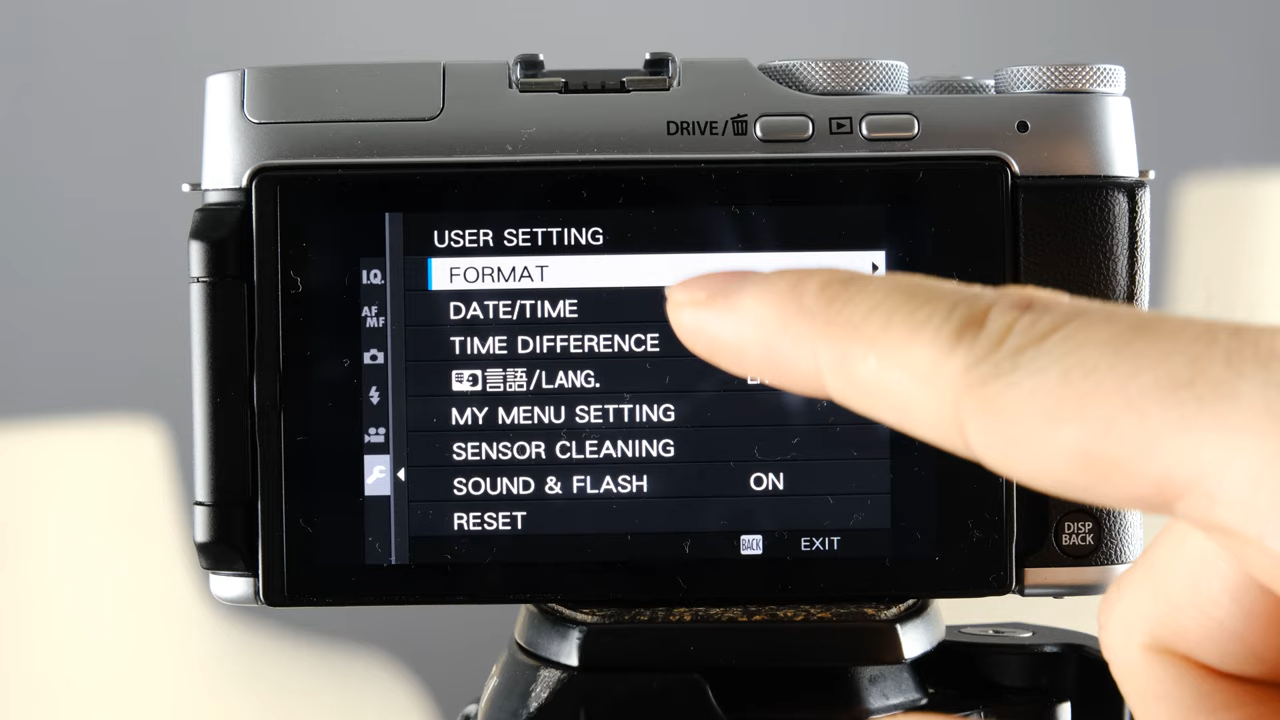 DRIVE/
USER SETTING
I.Q.
FORMAT
AF
MF
DATE/TIME
TIME DIFFERENCE
言語/LANG.
MY MENU SETTING
SENSOR CLEANING
SOUND & FLASH ON
RESET
BACK EXIT
DISP
BACK